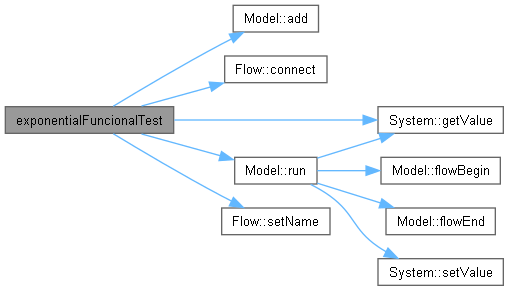 Model::add
Flow::connect
exponentialFuncionalTest
System::getValue
Model::run
Model::flowBegin
Flow::setName
Model::flowEnd
System::setValue